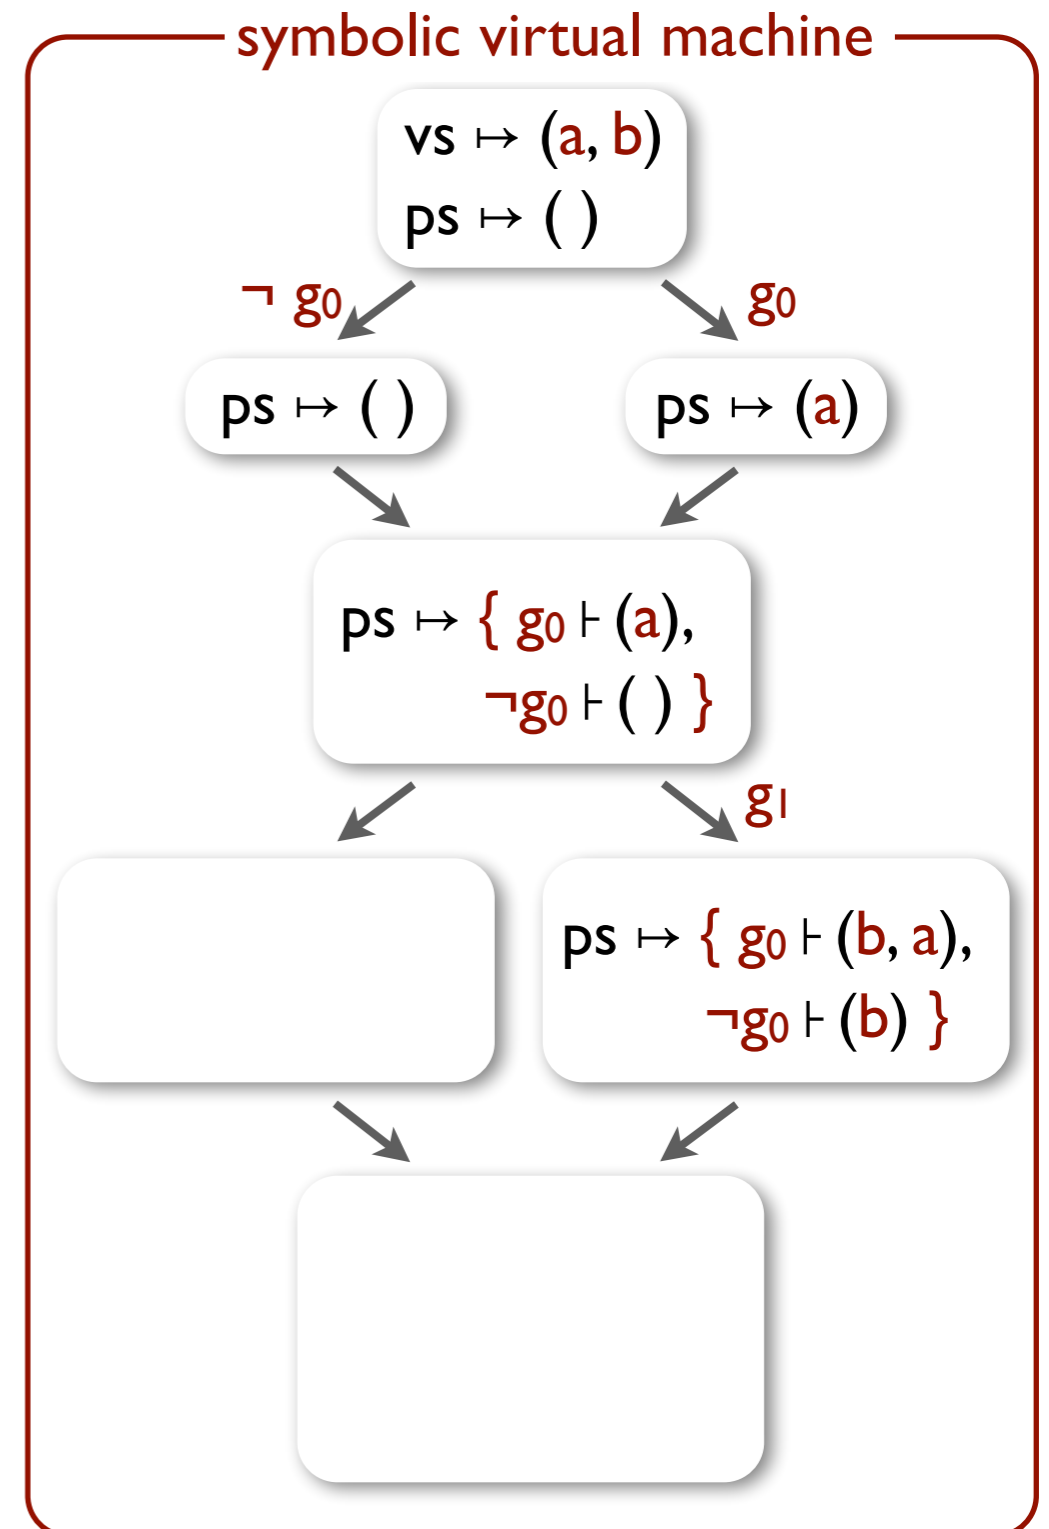 symbolic virtual machine
vs ↦ (a, b)
ps ↦ ( )
¬ g₀
g₀
ps ↦ ( )
ps ↦ (a)
ps ↦ { g₀ ⊦ (a),
¬g₀ ⊦ ( ) }
g₁
ps ↦ { g₀ ⊦ (b, a),
¬g₀ ⊦ (b) }